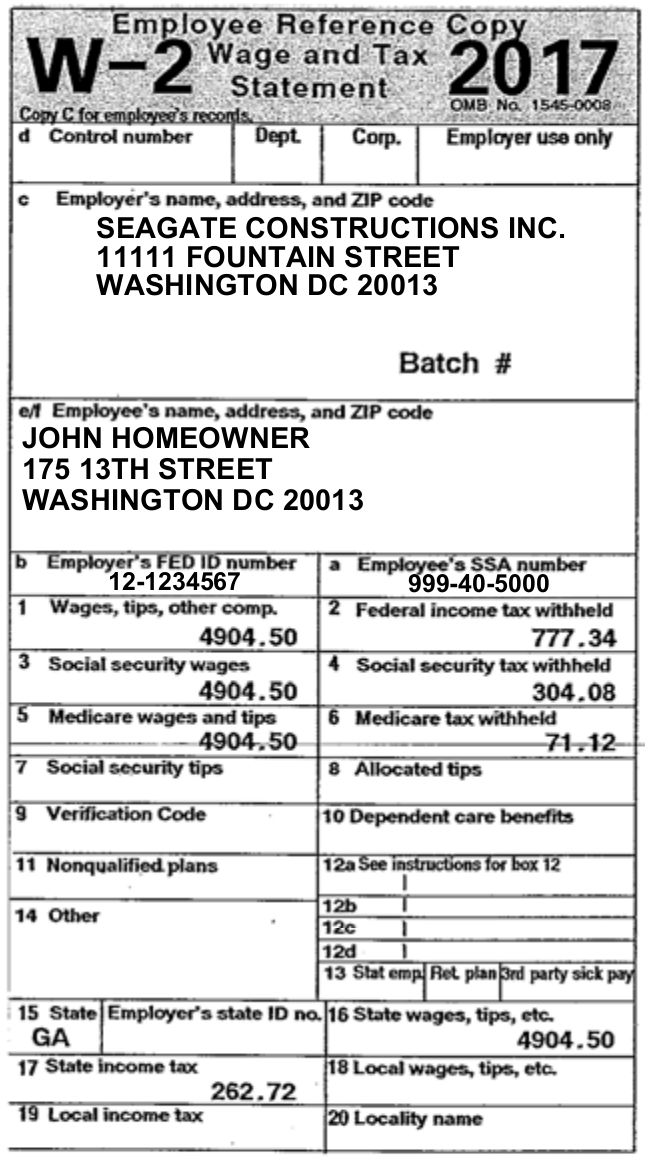 Employee Reference Copy
W-2 Wage and Tax Statement 2017
OMB No. 1545-0008
Copy C for employee's records.
d Control number Dept. Corp. Employer use only
c Employer's name, address, and ZIP code
SEAGATE CONSTRUCTIONS INC.
11111 FOUNTAIN STREET
WASHINGTON DC 20013
Batch #
e/f Employee's name, address, and ZIP code
JOHN HOMEOWNER
175 13TH STREET
WASHINGTON DC 20013
b Employer's FED ID number a Employee's SSA number
12-1234567 999-40-5000
1 Wages, tips, other comp. 2 Federal income tax withheld
4904.50 777.34
3 Social security wages 4 Social security tax withheld
4904.50 304.08
5 Medicare wages and tips 6 Medicare tax withheld
4904.50 71.12
7 Social security tips 8 Allocated tips
9 Verification Code 10 Dependent care benefits
11 Nonqualified plans 12a See instructions for box 12
14 Other 12b
12c
12d
13 Stat emp. Ret. plan 3rd party sick pay
15 State Employer's state ID no. 16 State wages, tips, etc.
GA 4904.50
17 State income tax 18 Local wages, tips, etc.
262.72
19 Local income tax 20 Locality name